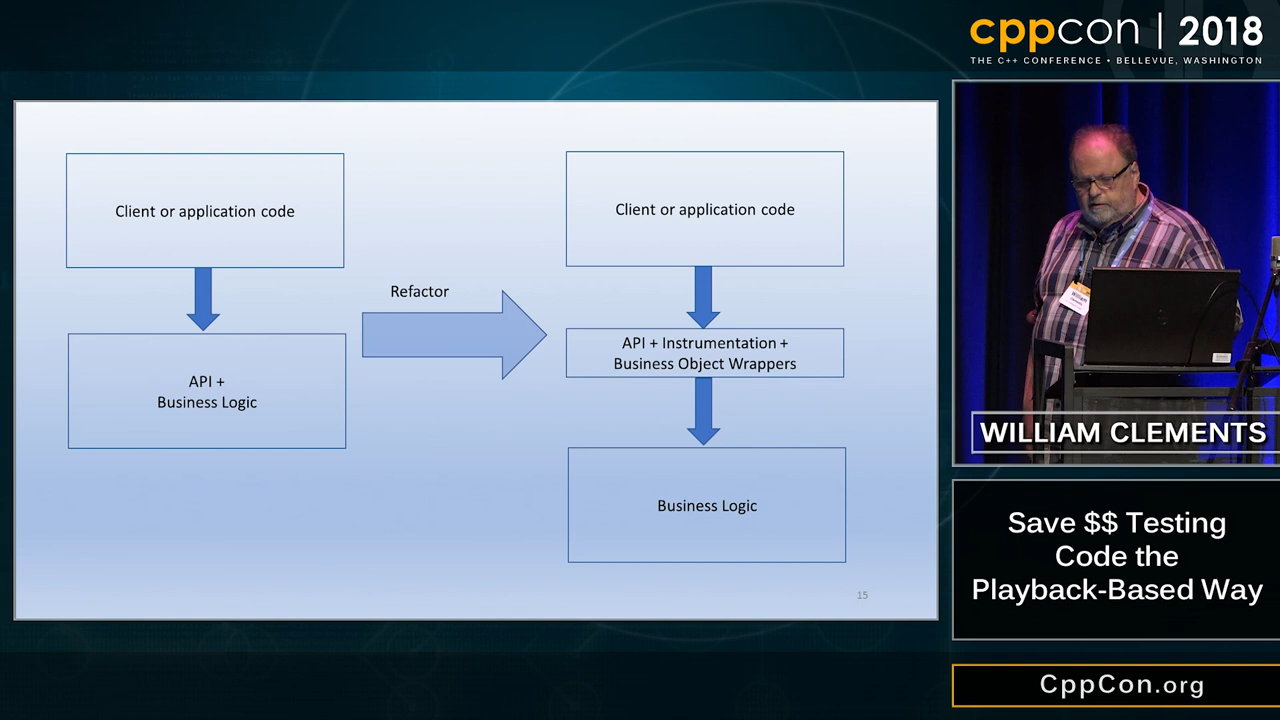 cppcon | 2018
THE C++ CONFERENCE • BELLEVUE, WASHINGTON
Client or application code
API +
Business Logic
Refactor
Client or application code
API + Instrumentation +
Business Object Wrappers
Business Logic
15
WILLIAM CLEMENTS
Save $$ Testing
Code the
Playback-Based Way
CppCon.org